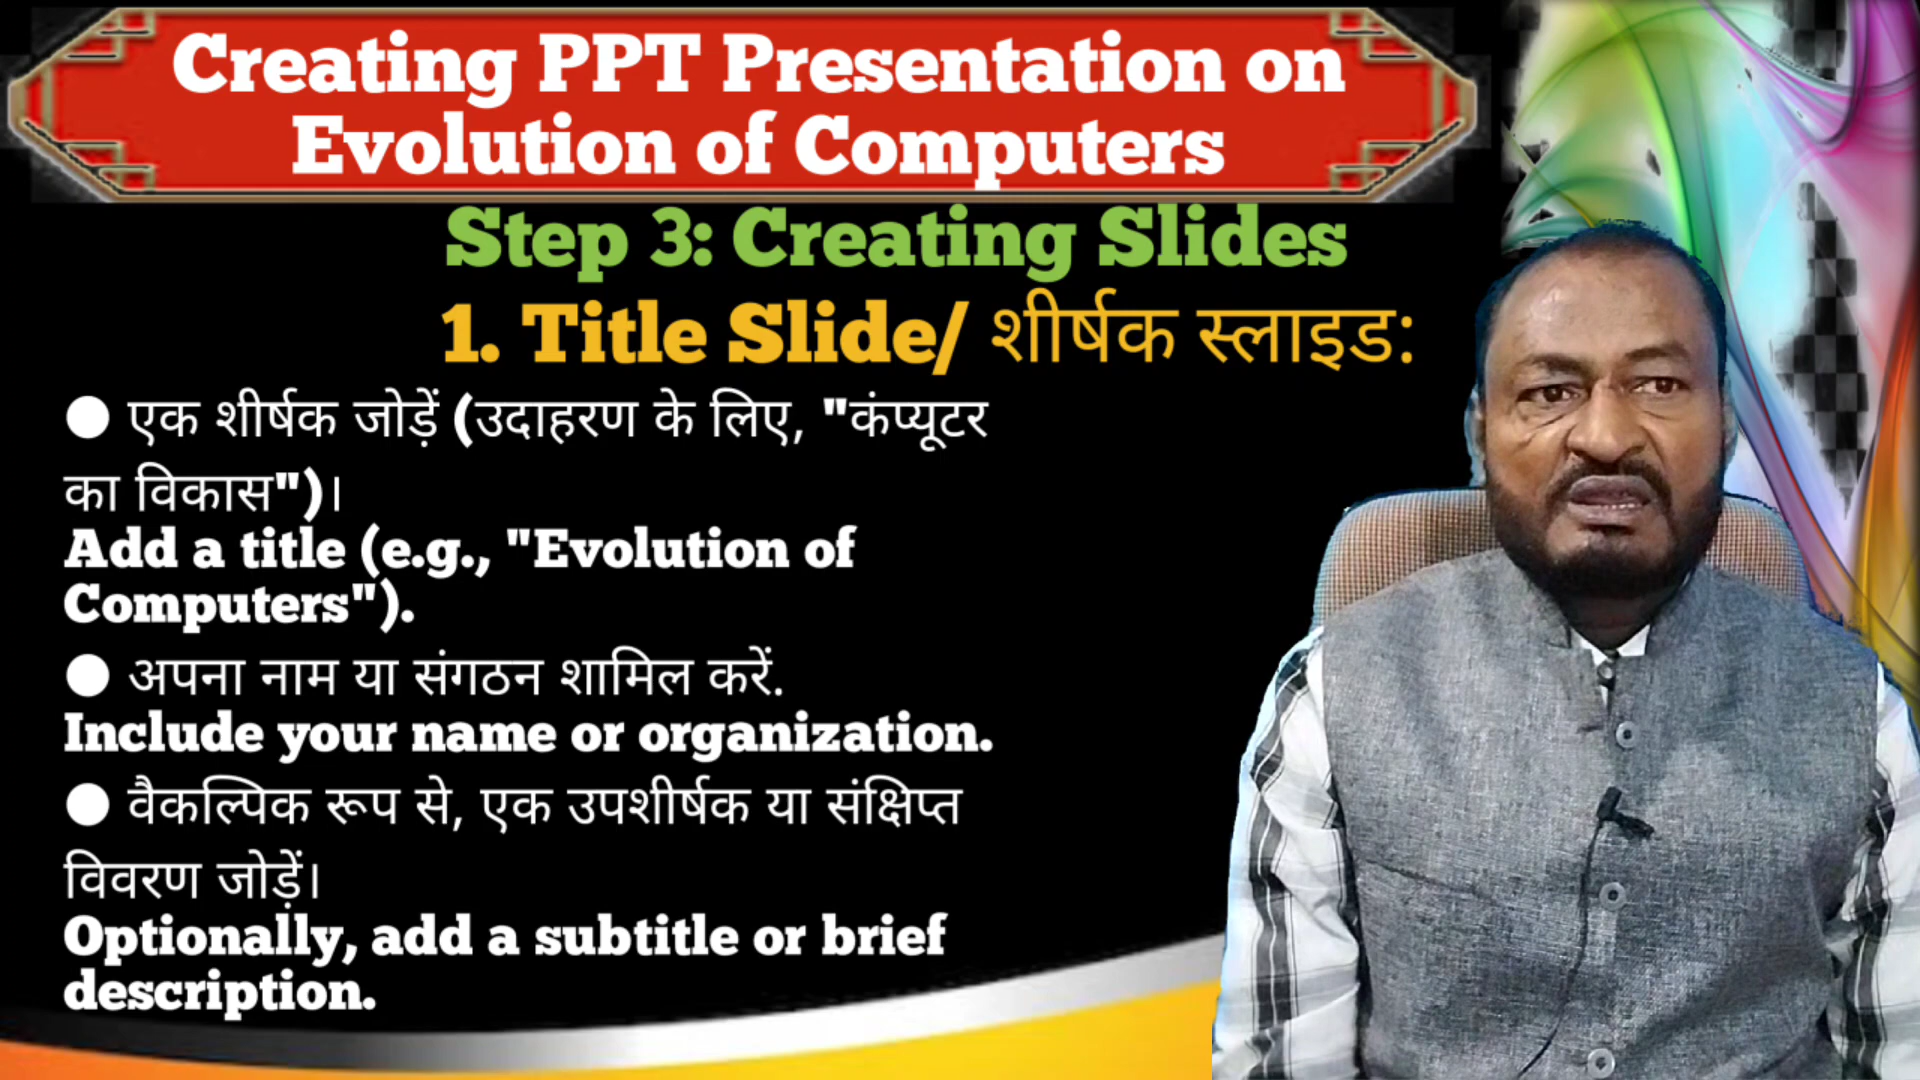 Creating PPT Presentation on
Evolution of Computers
Step 3: Creating Slides
1. Title Slide/ शीर्षक स्लाइड:
● एक शीर्षक जोड़ें (उदाहरण के लिए, "कंप्यूटर
का विकास")।
Add a title (e.g., "Evolution of
Computers").
● अपना नाम या संगठन शामिल करें.
Include your name or organization.
● वैकल्पिक रूप से, एक उपशीर्षक या संक्षिप्त
विवरण जोड़ें।
Optionally, add a subtitle or brief
description.